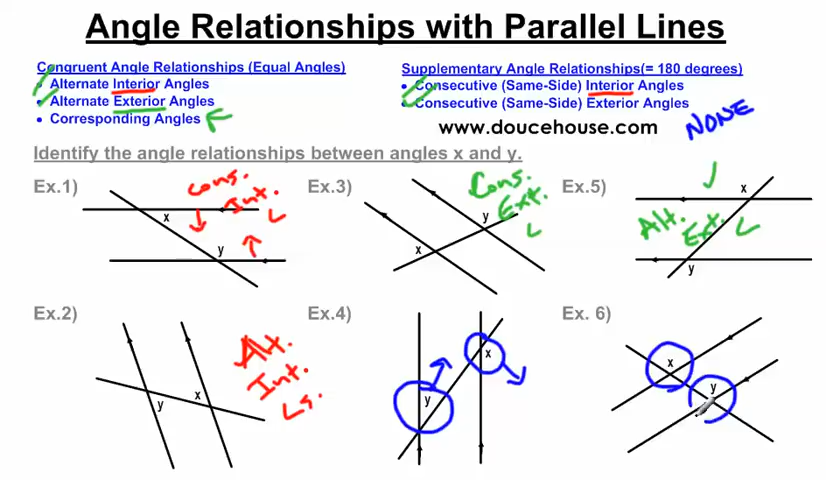 Angle Relationships with Parallel Lines
Congruent Angle Relationships (Equal Angles)
• Alternate Interior Angles
• Alternate Exterior Angles
• Corresponding Angles
Supplementary Angle Relationships(= 180 degrees)
• Consecutive (Same-Side) Interior Angles
• Consecutive (Same-Side) Exterior Angles
www.doucehouse.com
NONE
Identify the angle relationships between angles x and y.
Ex.1)
Cons.
Int.
x
y
Ex.3)
Cons.
Ext.
y
x
Ex.5)
x
Alt.
Ext.
y
Ex.2)
Alt.
Int.
Ls.
x
y
Ex.4)
x
y
Ex. 6)
x
y